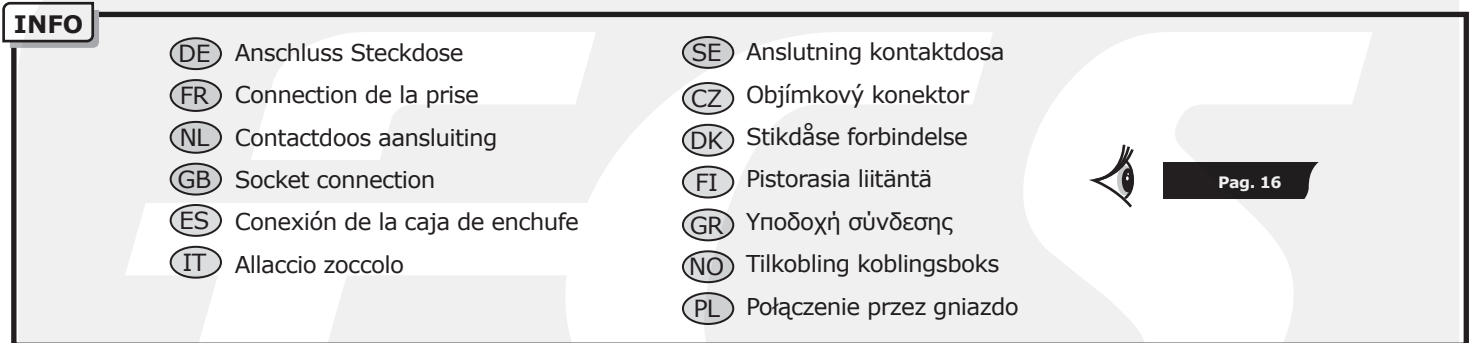 INFO
DE Anschluss Steckdose
FR Connection de la prise
NL Contactdoos aansluiting
GB Socket connection
ES Conexión de la caja de enchufe
IT Allaccio zoccolo
SE Anslutning kontaktdosa
CZ Objímkový konektor
DK Stikdåse forbindelse
FI Pistorasia liitäntä
GR Υποδοχή σύνδεσης
NO Tilkobling koblingsboks
PL Połączenie przez gniazdo
Pag. 16
ECS